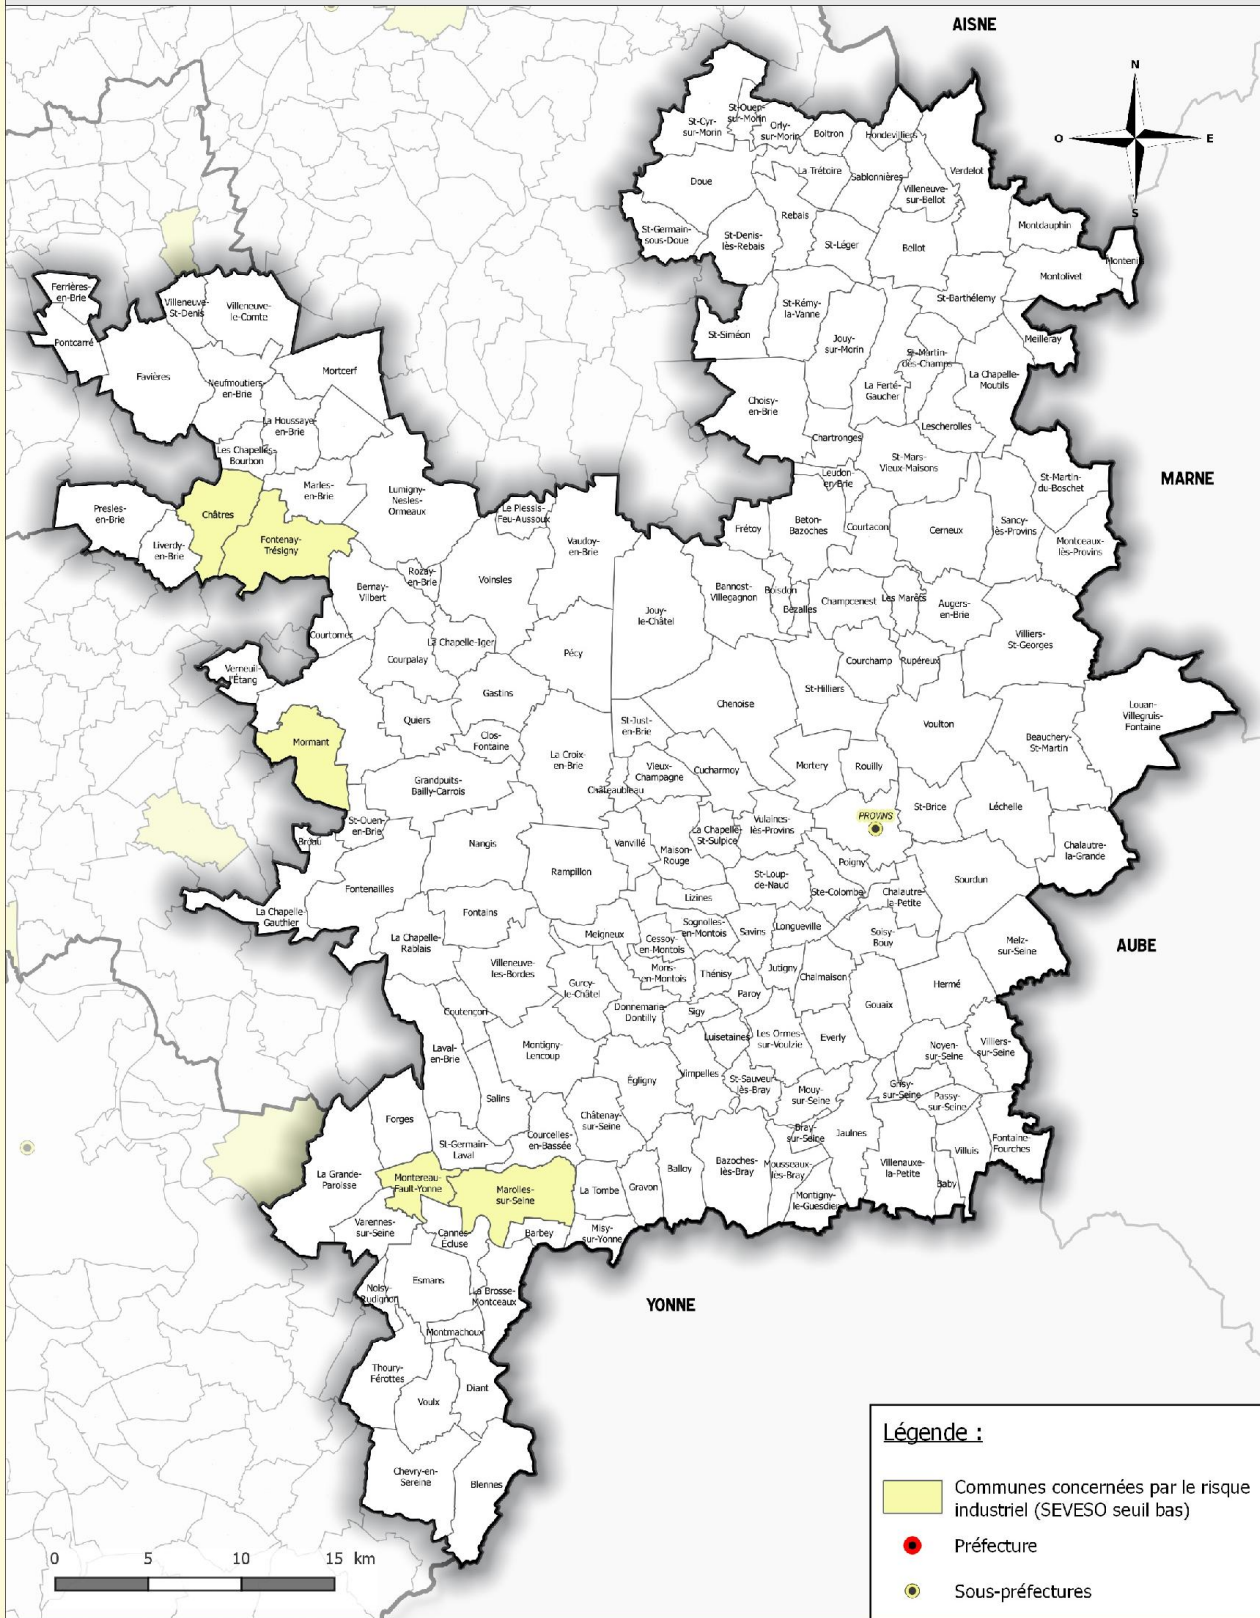 AISNE
N
O
E
S
St-Cyr-
sur-Morin
St-Ouen-
sur-Morin
Orly-
sur-Morin
Boitron
Hondevilliers
Verdelot
Doue
La Trétoire
Sablonnières
Villeneuve-
sur-Bellot
Rebais
St-Germain-
sous-Doue
St-Denis-
lès-Rebais
St-Léger
Bellot
Montdauphin
Montolivet
Montenil
Ferrières-
en-Brie
Pontcarré
Villeneuve-
St-Denis
Villeneuve-
le-Comte
Favières
Neufmoutiers-
en-Brie
Mortcerf
La Houssaye-
en-Brie
Les Chapelles-
Bourbon
St-Siméon
St-Rémy-
la-Vanne
Jouy-
sur-Morin
St-Barthélemy
Meilleray
St-Martin-
des-Champs
La Chapelle-
Moutils
La Ferté-
Gaucher
Choisy-
en-Brie
Lescherolles
Chartronges
Leudon-
en-Brie
St-Mars-
Vieux-Maisons
St-Martin-
du-Boschet
MARNE
Presles-
en-Brie
Liverdy-
en-Brie
Châtres
Fontenay-
Trésigny
Marles-
en-Brie
Lumigny-
Nesles-
Ormeaux
Le Plessis-
Feu-Aussoux
Vaudoy-
en-Brie
Frétoy
Beton-
Bazoches
Courtacon
Cerneux
Sancy-
lès-Provins
Montceaux-
lès-Provins
Bernay-
Vilbert
Rozay-
en-Brie
Voinsles
Jouy-
le-Châtel
Bannost-
Villegagnon
Boisdon
Bezalles
Champcenest
Les Marêts
Augers-
en-Brie
Villiers-
St-Georges
Courtomer
La Chapelle-Iger
Courpalay
Pécy
Verneuil-
l'Étang
Gastins
Quiers
Clos-
Fontaine
Courchamp
Rupéreux
St-Hilliers
Chenoise
Voulton
Louan-
Villegruis-
Fontaine
Beauchery-
St-Martin
Mormant
St-Just-
en-Brie
La Croix-
en-Brie
Vieux-
Champagne
Cucharmoy
Mortery
Rouilly
Châteaubleau
Grandpuits-
Bailly-Carrois
St-Ouen-
en-Brie
Bréau
Nangis
Vanvillé
Maison-
Rouge
La Chapelle-
St-Sulpice
Vulaines-
lès-Provins
PROVINS
St-Brice
Léchelle
Chalautre-
la-Grande
Fontenailles
Rampillon
Poigny
St-Loup-
de-Naud
Ste-Colombe
Chalautre-
la-Petite
Sourdun
La Chapelle-
Gauthier
Fontains
Lizines
La Chapelle-
Rablais
Meigneux
Cessoy-
en-Montois
Sognolles-
en-Montois
Savins
Longueville
Soisy-
Bouy
Melz-
sur-Seine
AUBE
Villeneuve-
les-Bordes
Gurcy-
le-Châtel
Mons-
en-Montois
Thénisy
Jutigny
Chalmaison
Paroy
Gouaix
Hermé
Coutençon
Donnemarie-
Dontilly
Sigy
Luisetaines
Les Ormes-
sur-Voulzie
Everly
Laval-
en-Brie
Montigny-
Lencoup
Noyen-
sur-Seine
Villiers-
sur-Seine
Égligny
Vimpelles
St-Sauveur-
lès-Bray
Mouy-
sur-Seine
Grisy-
sur-Seine
Passy-
sur-Seine
Salins
Forges
Châtenay-
sur-Seine
St-Germain-
Laval
Courcelles-
en-Bassée
Bray-
sur-Seine
Jaulnes
Fontaine-
Fourches
Villuis
Villenauxe-
la-Petite
Baby
La Grande-
Paroisse
Montereau-
Fault-Yonne
Marolles-
sur-Seine
La Tombe
Gravon
Balloy
Bazoches-
lès-Bray
Mousseaux-
lès-Bray
Montigny-
le-Guesdier
Varennes-
sur-Seine
Cannes-
Écluse
Barbey
Misy-
sur-Yonne
Esmans
Noisy-
Rudignon
La Brosse-
Montceaux
YONNE
Montmachoux
Thoury-
Férottes
Diant
Voulx
Chevry-en-
Sereine
Blennes
Légende :
Communes concernées par le risque
industriel (SEVESO seuil bas)
Préfecture
Sous-préfectures
0 5 10 15 km